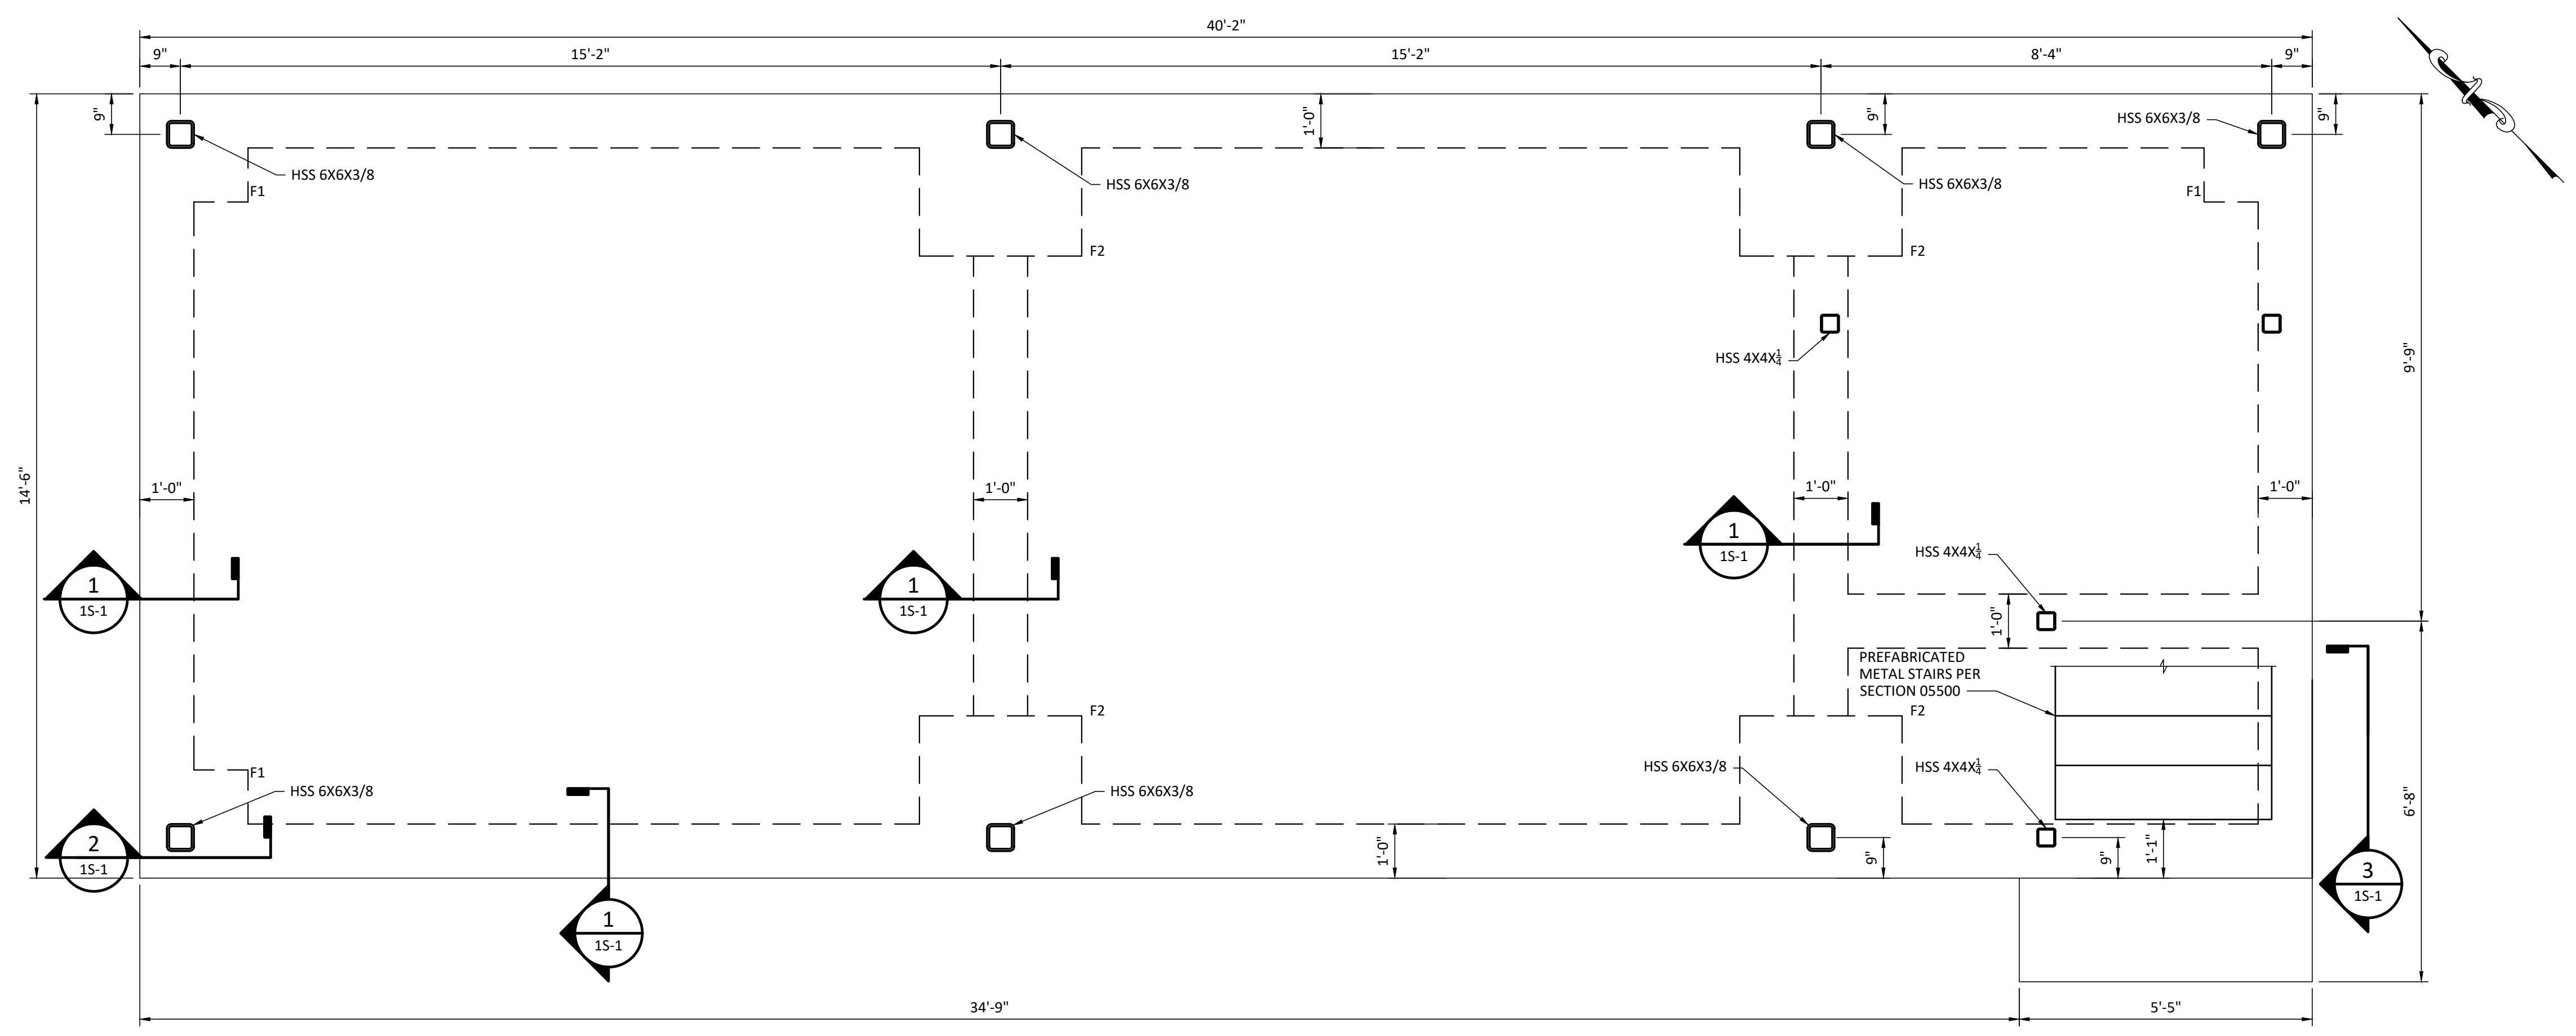 40'-2"
9"
15'-2"
15'-2"
8'-4"
9"
9"
1'-0"
9"
HSS 6X6X3/8
9"
HSS 6X6X3/8
HSS 6X6X3/8
HSS 6X6X3/8
F1
F1
F2
F2
HSS 4X4X1/4
9'-9"
14'-6"
1'-0"
1'-0"
1'-0"
1'-0"
1
1S-1
1
1S-1
1
1S-1
HSS 4X4X1/4
1'-0"
PREFABRICATED
METAL STAIRS PER
SECTION 05500
F2
F2
F1
HSS 6X6X3/8
HSS 6X6X3/8
HSS 6X6X3/8
HSS 4X4X1/4
6'-8"
2
1S-1
1'-0"
9"
9"
1'-1"
3
1S-1
1
1S-1
34'-9"
5'-5"